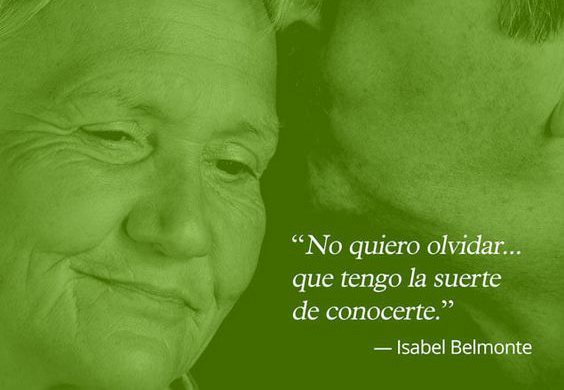 “No quiero olvidar...
que tengo la suerte
de conocerte.”
— Isabel Belmonte